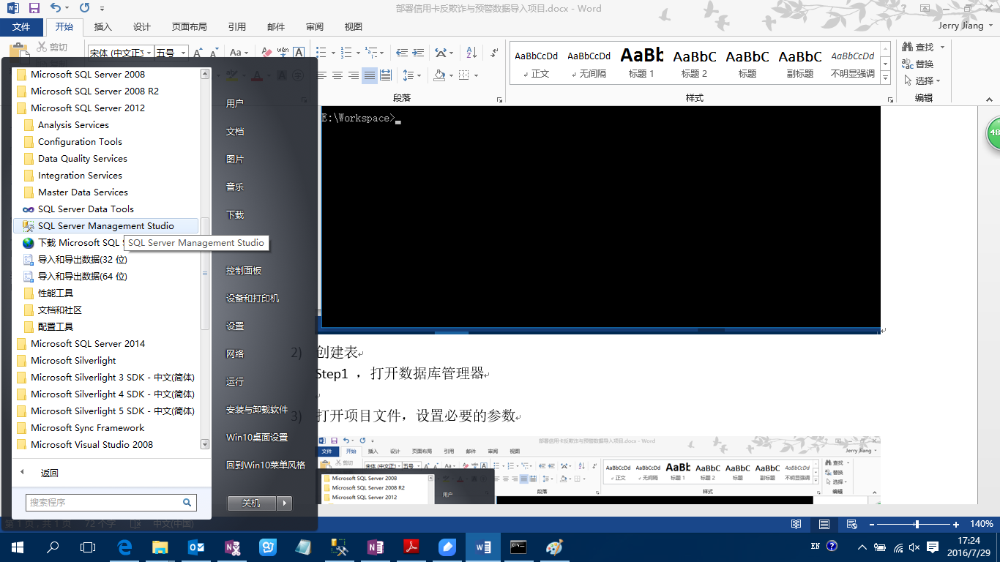 部署信用卡反欺诈与预警数据导入项目.docx - Word
文件 开始 插入 设计 页面布局 引用 邮件 审阅 视图 Jerry Jiang
剪切
宋体 (中文正文 五号 Aa wén A
AaBbCcDd AaBbCcDd AaBb AaBbC AaBbC AaBbC AaBbCcDd
正文 无间隔 标题 1 标题 2 标题 副标题 不明显强调
查找
替换
选择
段落 样式 编辑
Microsoft SQL Server 2008
Microsoft SQL Server 2008 R2
Microsoft SQL Server 2012
Analysis Services
Configuration Tools
Data Quality Services
Integration Services
Master Data Services
SQL Server Data Tools
SQL Server Management Studio
下载 Microsoft SQL
SQL Server Management Studio
导入和导出数据(32 位)
导入和导出数据(64 位)
性能工具
文档和社区
配置工具
Microsoft SQL Server 2014
Microsoft Silverlight
Microsoft Silverlight 3 SDK - 中文(简体)
Microsoft Silverlight 4 SDK - 中文(简体)
Microsoft Silverlight 5 SDK - 中文(简体)
Microsoft Sync Framework
Microsoft Visual Studio 2008
返回
搜索程序
用户
文档
图片
音乐
下载
控制面板
设备和打印机
设置
网络
运行
安装与卸载软件
Win10桌面设置
回到Win10菜单风格
关机
E:\Workspace>
48
2) 创建表
Step1 ，打开数据库管理器
3) 打开项目文件，设置必要的参数
部署信用卡反欺诈与预警数据导入项目.docx - Word
文件 开始 插入 设计 页面布局 引用 邮件 审阅 视图 Jerry Jiang
剪切
宋体 (中文正文 五号 Aa
AaBbCcDd AaBbCcDd AaBb AaBbC AaBbC AaBbC AaBbCcDd
正文 无间隔 标题 1 标题 2 标题 副标题 不明显强调
查找
替换
选择
段落 样式 编辑
Microsoft SQL Server 2008
Microsoft SQL Server 2008 R2
Microsoft SQL Server 2012
用户
第 1 页，共 1 页 72 个字 中文(中国)
140%
EN
17:24
2016/7/29